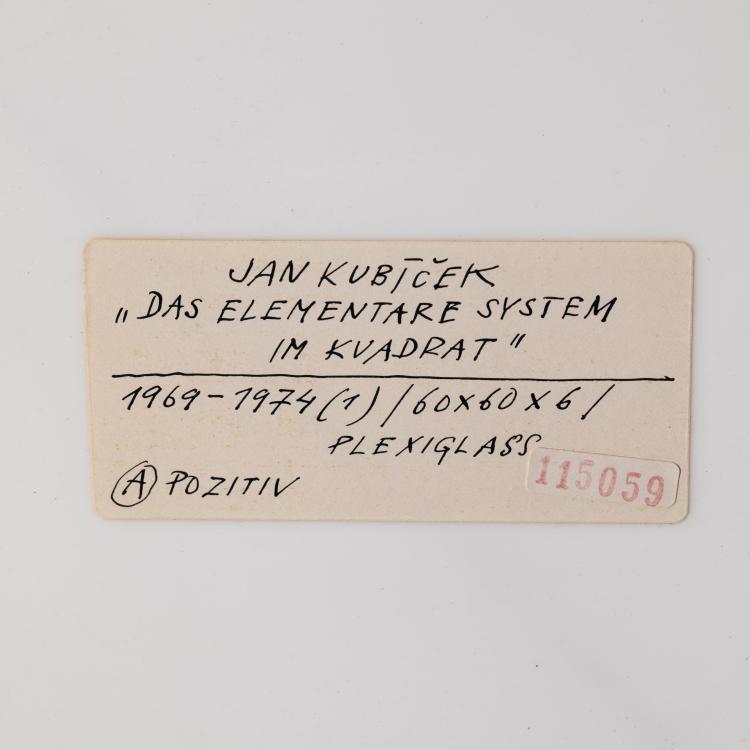 JAN KUBÍČEK
„DAS ELEMENTARE SYSTEM
IM KVADRAT"
1969-1974(1)/60x60x6/
PLEXIGLASS
115059
A POZITIV